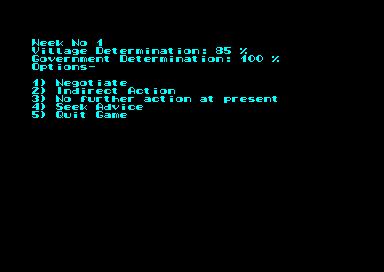 Week No 1
Village Determination: 85 %
Government Determination: 100 %
Options-
1) Negotiate
2) Indirect Action
3) No further action at present
4) Seek Advice
5) Quit Game